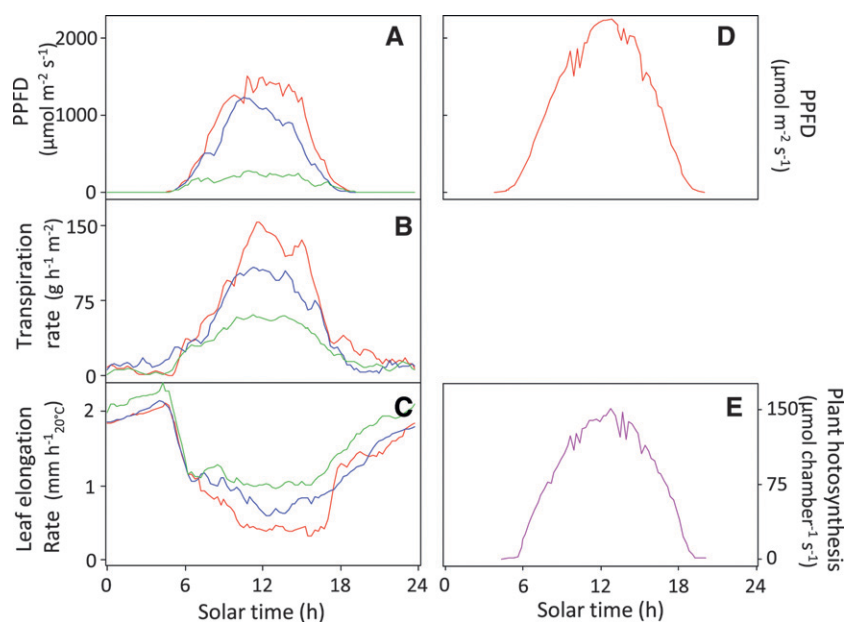 A
2000
1000
0
PPFD
(µmol m⁻² s⁻¹)
D
PPFD
(µmol m⁻² s⁻¹)
B
150
75
0
Transpiration
rate (g h⁻¹ m⁻²)
C
2
1
0
Leaf elongation
Rate (mm h⁻¹20°C)
0 6 12 18 24
Solar time (h)
E
150
75
0
Plant hotosynthesis
(µmol chamber⁻¹ s⁻¹)
0 6 12 18 24
Solar time (h)